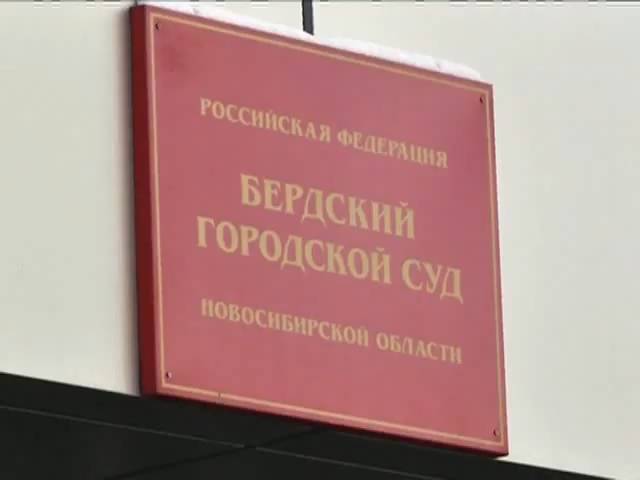 РОССИЙСКАЯ ФЕДЕРАЦИЯ
БЕРДСКИЙ
ГОРОДСКОЙ СУД
НОВОСИБИРСКОЙ ОБЛАСТИ